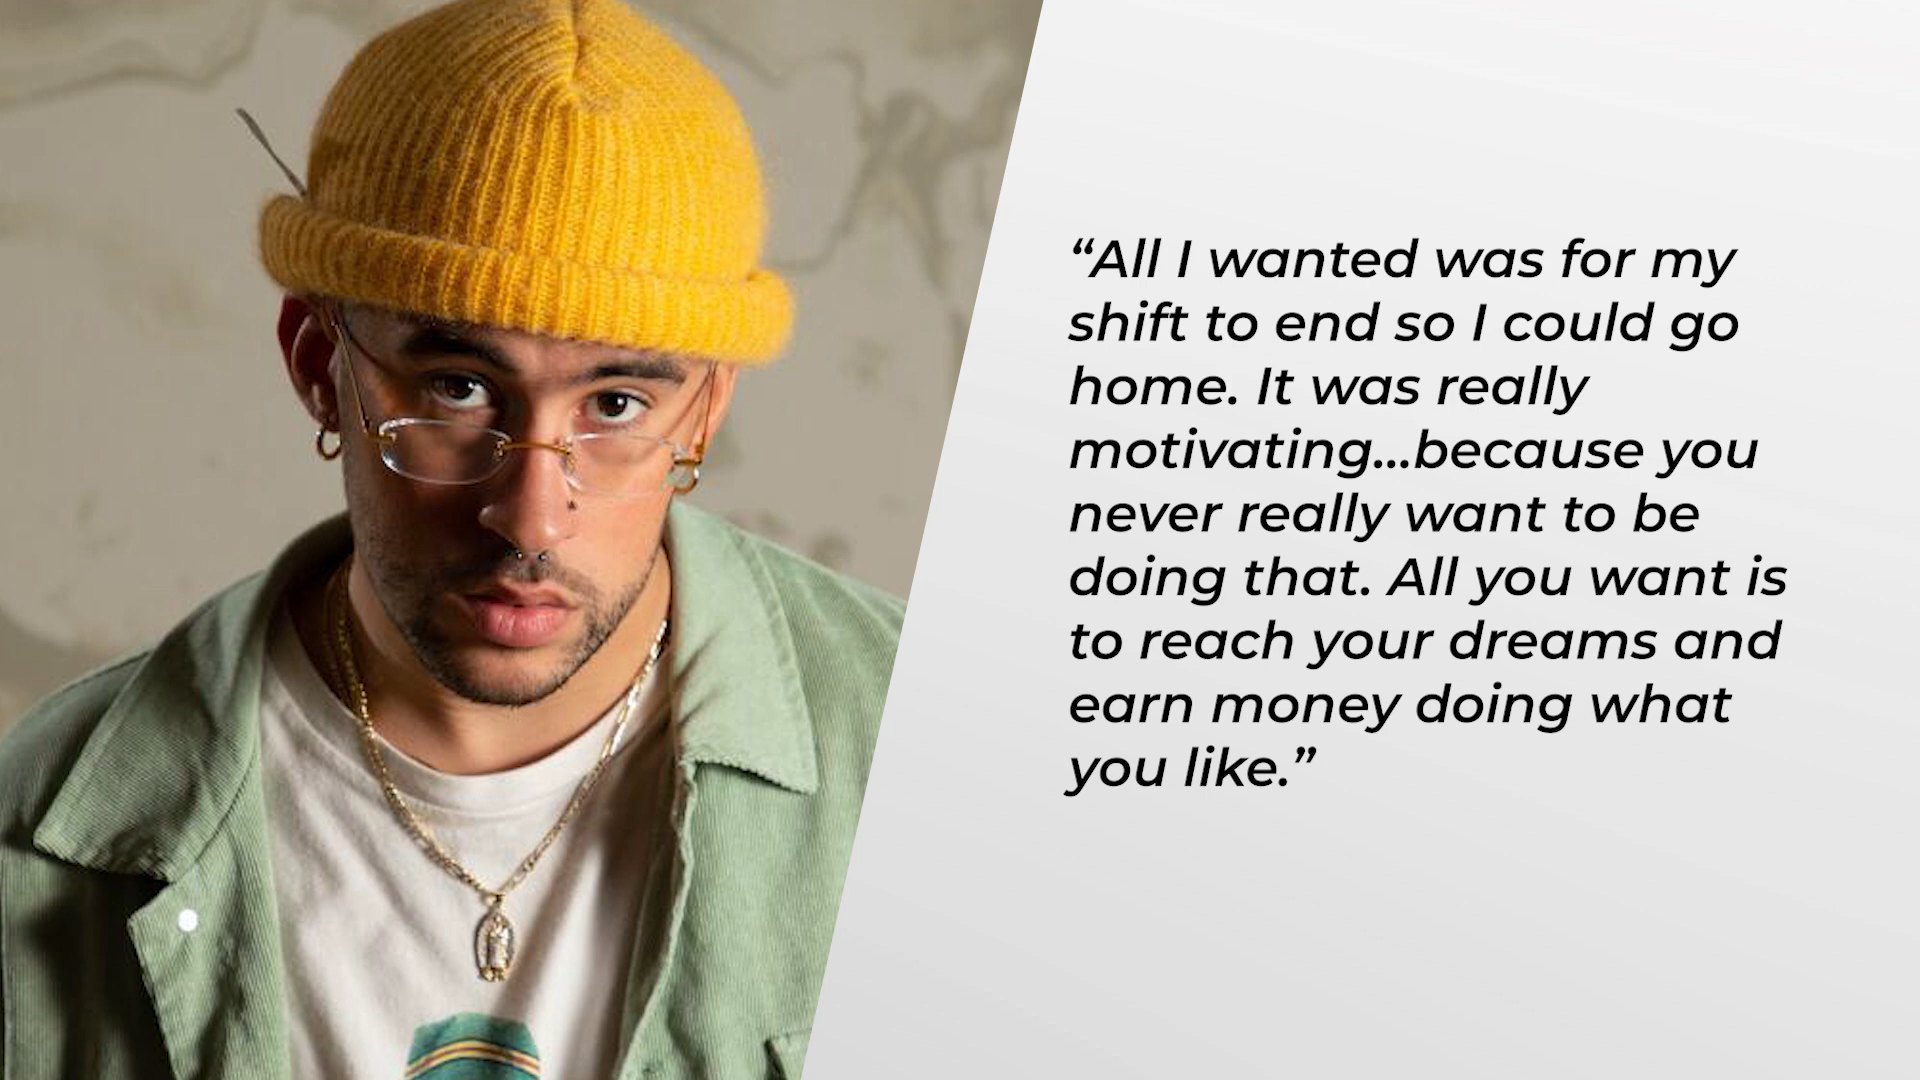 “All I wanted was for my
shift to end so I could go
home. It was really
motivating...because you
never really want to be
doing that. All you want is
to reach your dreams and
earn money doing what
you like.”